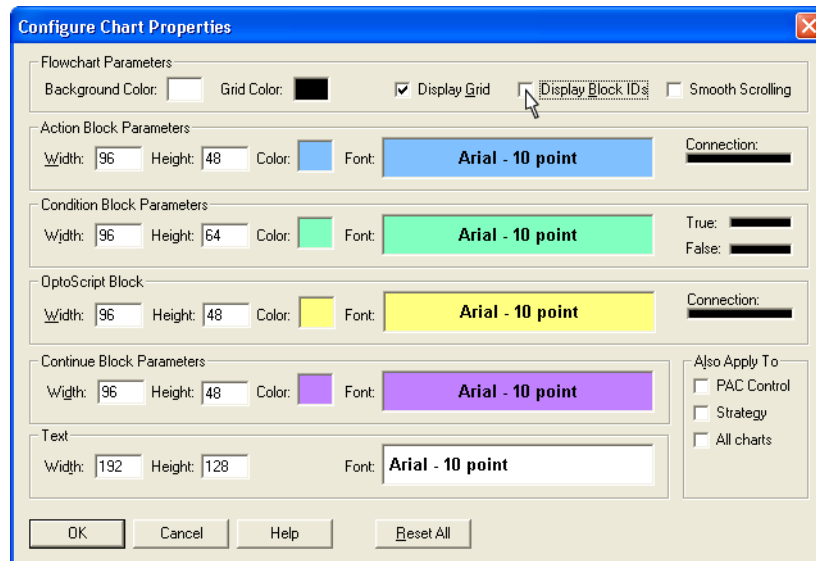 Configure Chart Properties
Flowchart Parameters
Background Color: Grid Color: Display Grid Display Block IDs Smooth Scrolling
Action Block Parameters
Width: 96 Height: 48 Color: Font: Arial - 10 point Connection:
Condition Block Parameters
Width: 96 Height: 64 Color: Font: Arial - 10 point True:
False:
OptoScript Block
Width: 96 Height: 48 Color: Font: Arial - 10 point Connection:
Continue Block Parameters
Width: 96 Height: 48 Color: Font: Arial - 10 point
Text
Width: 192 Height: 128 Font: Arial - 10 point
Also Apply To
PAC Control
Strategy
All charts
OK Cancel Help Reset All